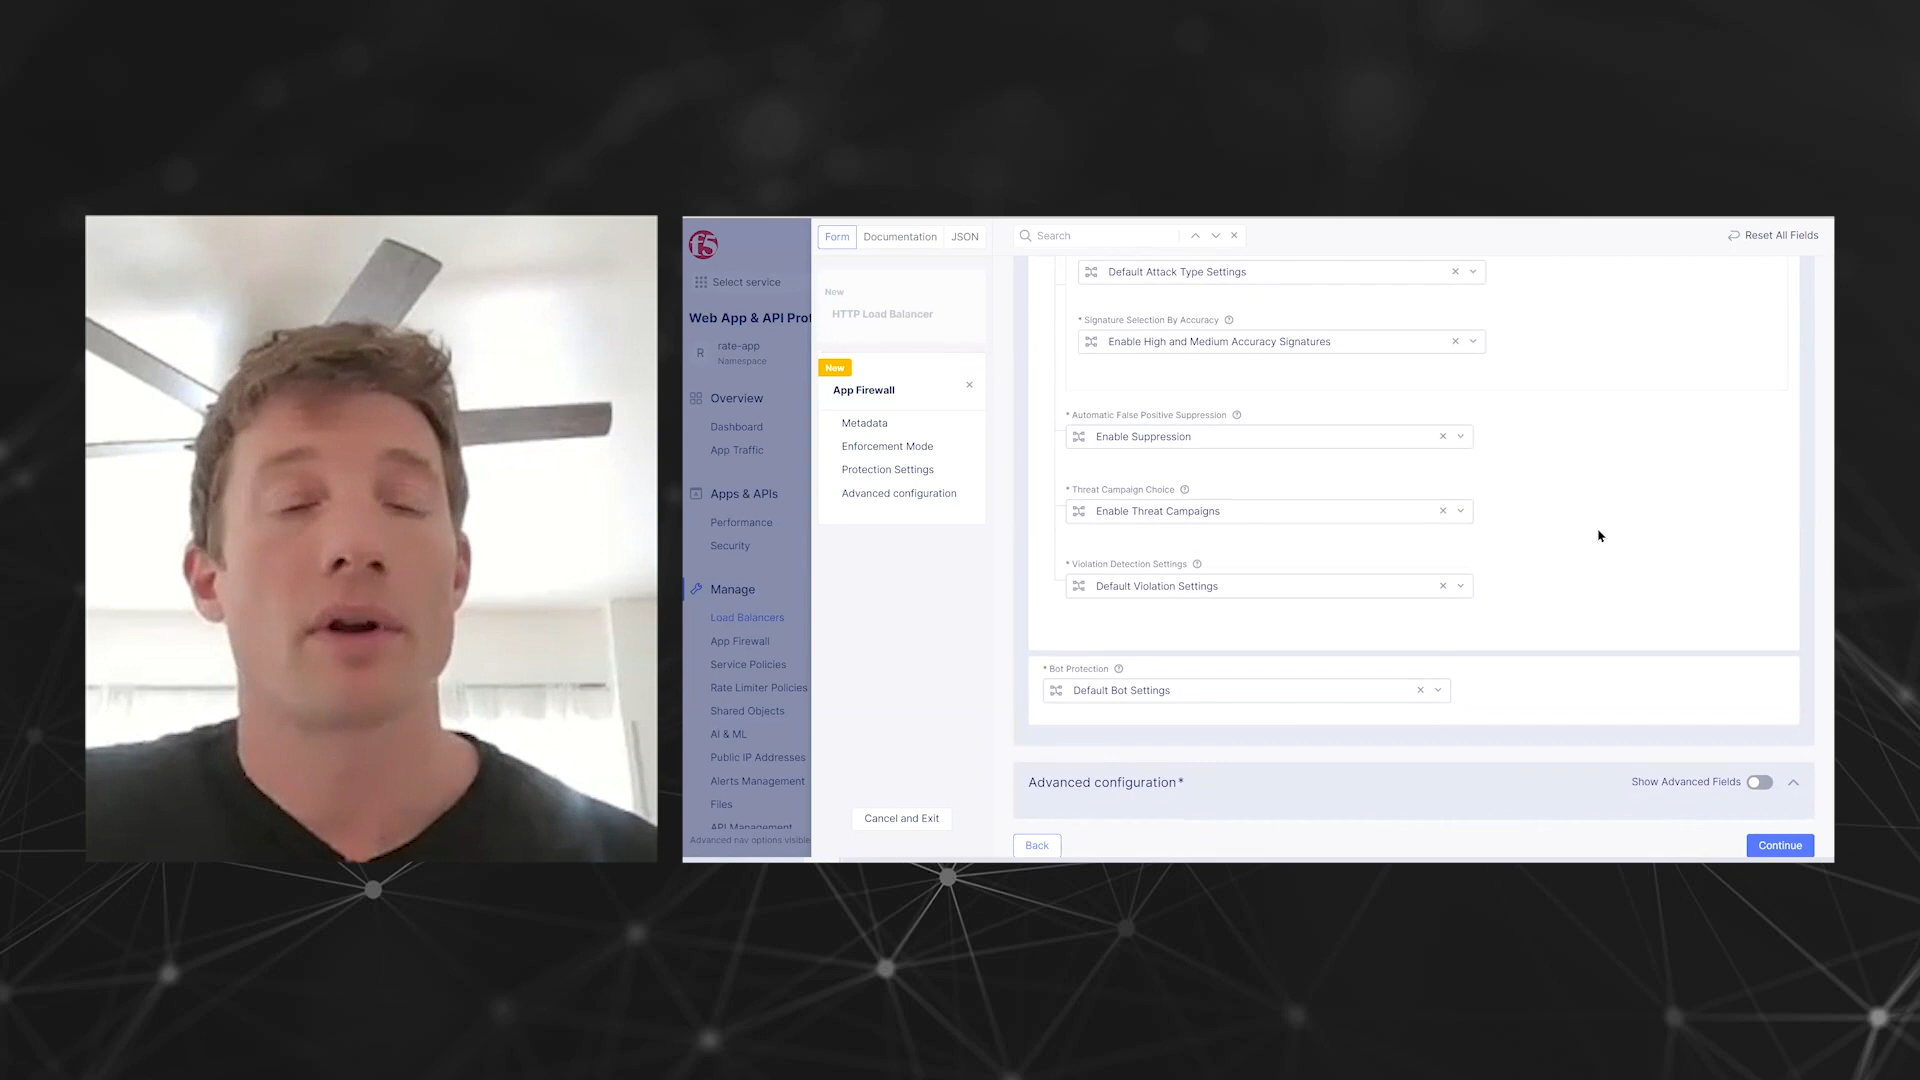 f5
Select service
Web App & API Prot
R
rate-app
Namespace
Overview
Dashboard
App Traffic
Apps & APIs
Performance
Security
Manage
Load Balancers
App Firewall
Service Policies
Rate Limiter Policies
Shared Objects
AI & ML
Public IP Addresses
Alerts Management
Files
API Management
Advanced nav options visible
Form
Documentation
JSON
New
HTTP Load Balancer
New
App Firewall
Metadata
Enforcement Mode
Protection Settings
Advanced configuration
Cancel and Exit
Search
Reset All Fields
Default Attack Type Settings
* Signature Selection By Accuracy
Enable High and Medium Accuracy Signatures
* Automatic False Positive Suppression
Enable Suppression
* Threat Campaign Choice
Enable Threat Campaigns
* Violation Detection Settings
Default Violation Settings
* Bot Protection
Default Bot Settings
Advanced configuration*
Show Advanced Fields
Back
Continue